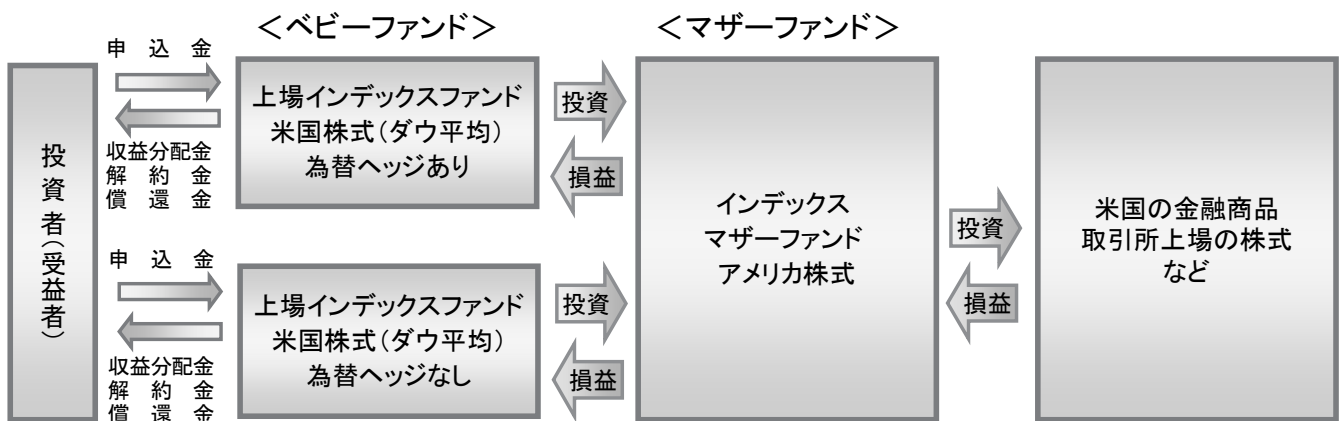 ＜ベビーファンド＞
＜マザーファンド＞
申 込 金
収益分配金
解 約 金
償 還 金
投資者（受益者）
上場インデックスファンド
米国株式（ダウ平均）
為替ヘッジあり
投資
損益
申 込 金
収益分配金
解 約 金
償 還 金
上場インデックスファンド
米国株式（ダウ平均）
為替ヘッジなし
投資
損益
インデックス
マザーファンド
アメリカ株式
投資
損益
米国の金融商品
取引所上場の株式
など